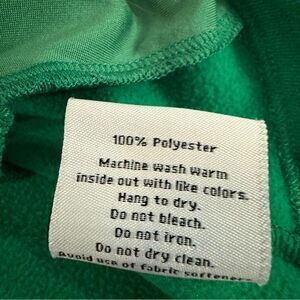 100% Polyester
Machine wash warm
inside out with like colors.
Hang to dry.
Do not bleach.
Do not iron.
Do not dry clean.
Avoid use of fabric softeners